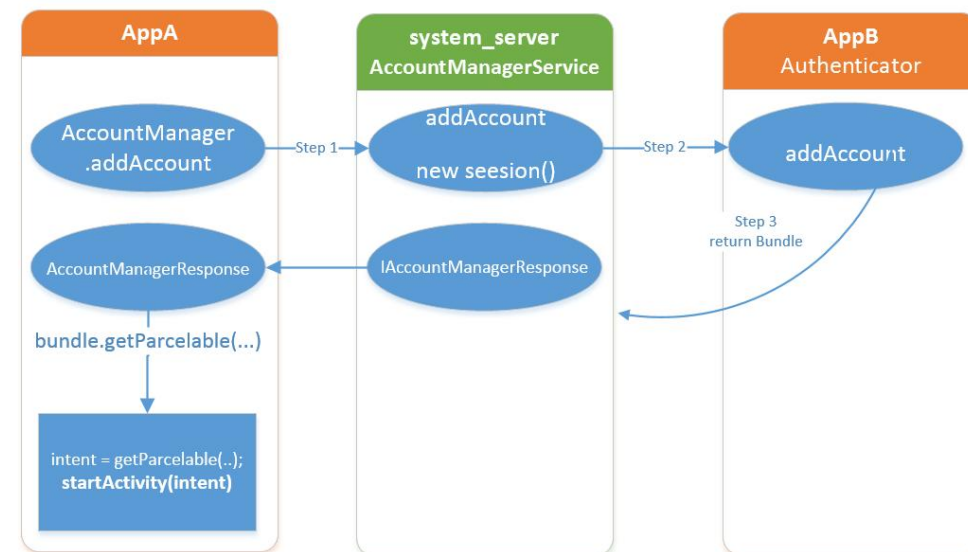 AppA
system_server
AccountManagerService
AppB
Authenticator
AccountManager
.addAccount
Step 1
addAccount
new seesion()
Step 2
addAccount
Step 3
return Bundle
AccountManagerResponse
IAccountManagerResponse
bundle.getParcelable(...)
intent = getParcelable(..);
startActivity(intent)